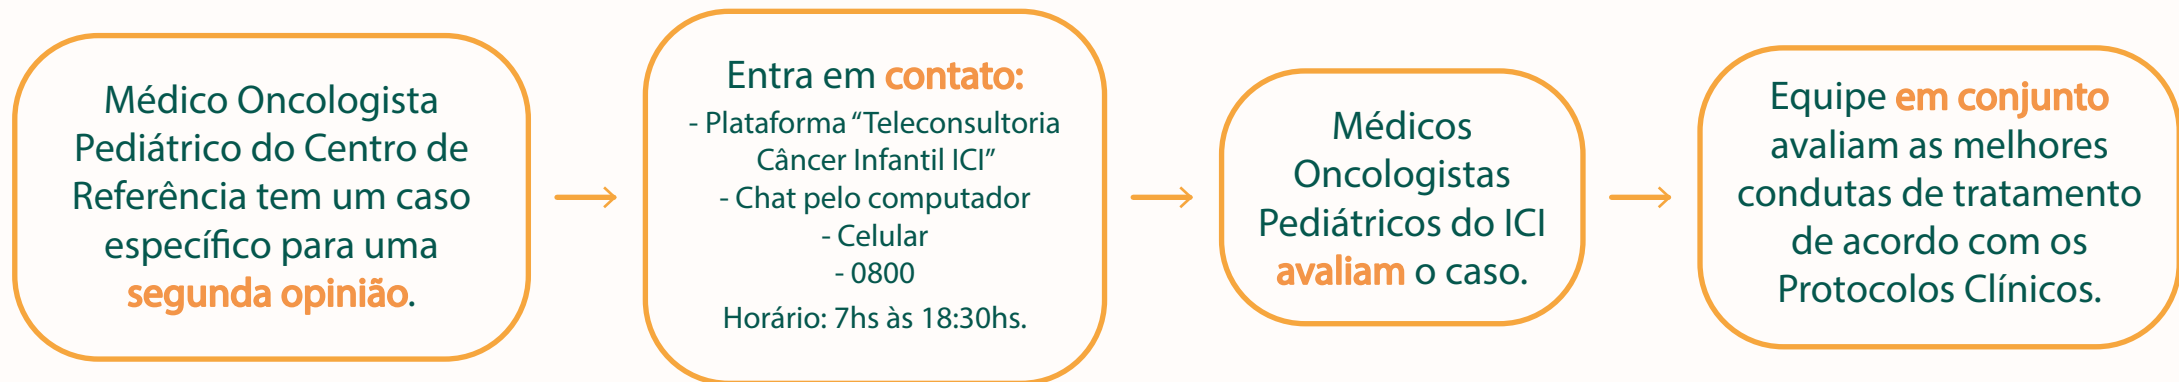 Médico Oncologista
Pediátrico do Centro de
Referência tem um caso
específico para uma
segunda opinião.
Entra em contato:
- Plataforma “Teleconsultoria
Câncer Infantil ICI”
- Chat pelo computador
- Celular
- 0800
Horário: 7hs às 18:30hs.
Médicos
Oncologistas
Pediátricos do ICI
avaliam o caso.
Equipe em conjunto
avaliam as melhores
condutas de tratamento
de acordo com os
Protocolos Clínicos.